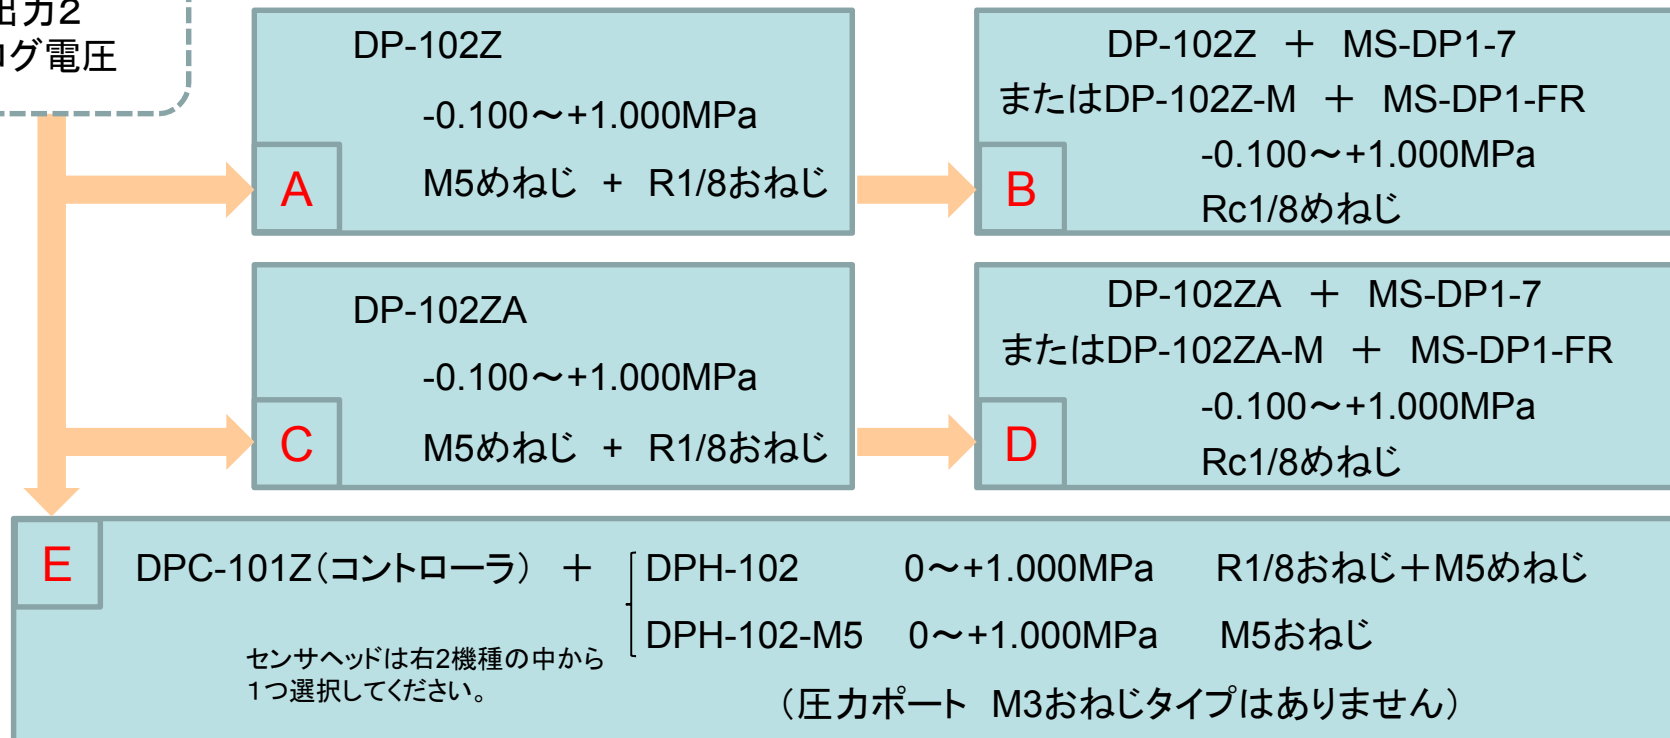 出力2
ログ電圧
DP-102Z
-0.100～+1.000MPa
A
M5めねじ + R1/8おねじ
DP-102Z ＋ MS-DP1-7
またはDP-102Z-M ＋ MS-DP1-FR
-0.100～+1.000MPa
B
Rc1/8めねじ
DP-102ZA
-0.100～+1.000MPa
C
M5めねじ + R1/8おねじ
DP-102ZA ＋ MS-DP1-7
またはDP-102ZA-M ＋ MS-DP1-FR
-0.100～+1.000MPa
D
Rc1/8めねじ
E
DPC-101Z（コントローラ） ＋
DPH-102 0～+1.000MPa R1/8おねじ＋M5めねじ
DPH-102-M5 0～+1.000MPa M5おねじ
センサヘッドは右2機種の中から
１つ選択してください。
（圧力ポート M3おねじタイプはありません）